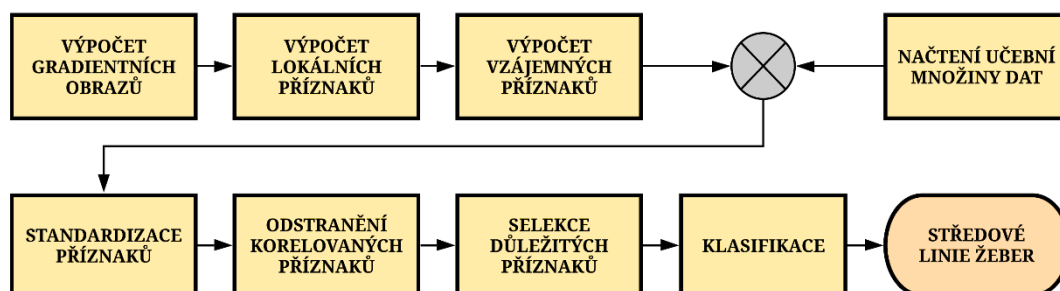 VÝPOČET
GRADIENTNÍCH
OBRAZŮ
VÝPOČET
LOKÁLNÍCH
PŘÍZNAKŮ
VÝPOČET
VZÁJEMNÝCH
PŘÍZNAKŮ
NAČTENÍ UČEBNÍ
MNOŽINY DAT
STANDARDIZACE
PŘÍZNAKŮ
ODSTRANĚNÍ
KORELOVANÝCH
PŘÍZNAKŮ
SELEKCE
DŮLEŽITÝCH
PŘÍZNAKŮ
KLASIFIKACE
STŘEDOVÉ
LINIE ŽEBER